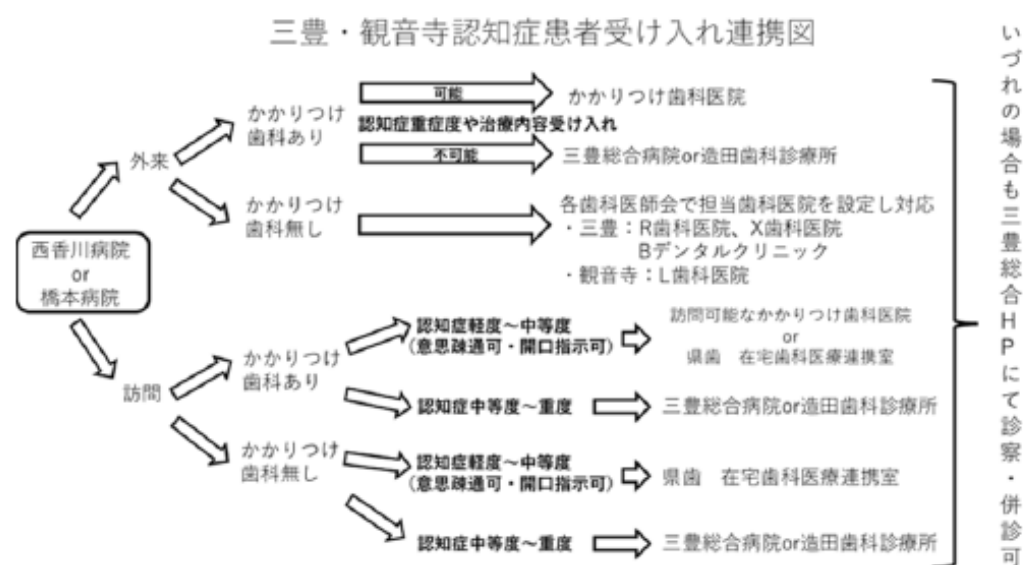 三豊・観音寺認知症患者受け入れ連携図
西香川病院
or
橋本病院
外来
訪問
かかりつけ
歯科あり
可能
かかりつけ歯科医院
認知症重症度や治療内容受け入れ
不可能
三豊総合病院or造田歯科診療所
かかりつけ
歯科無し
各歯科医師会で担当歯科医院を設定し対応
・三豊：R歯科医院、X歯科医院
Bデンタルクリニック
・観音寺：L歯科医院
かかりつけ
歯科あり
認知症軽度～中等度
(意思疎通可・開口指示可)
訪問可能なかかりつけ歯科医院
or
県歯　在宅歯科医療連携室
認知症中等度～重度
三豊総合病院or造田歯科診療所
かかりつけ
歯科無し
認知症軽度～中等度
(意思疎通可・開口指示可)
県歯　在宅歯科医療連携室
認知症中等度～重度
三豊総合病院or造田歯科診療所
いづれの場合も三豊総合HPにて診察・併診可